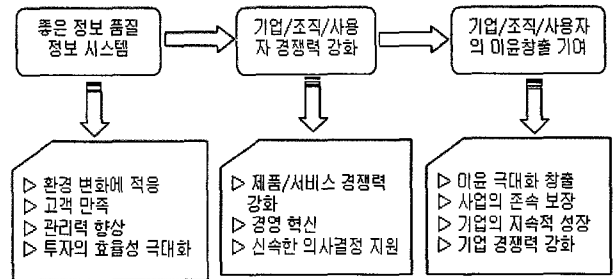 좋은 정보 품질
정보 시스템
기업/조직/사용
자 경쟁력 강화
기업/조직/사용자
의 이윤창출 기여
▷ 환경 변화에 적응
▷ 고객 만족
▷ 관리력 향상
▷ 투자의 효율성 극대화
▷ 제품/서비스 경쟁력
강화
▷ 경영 혁신
▷ 신속한 의사결정 지원
▷ 이윤 극대화 창출
▷ 사업의 존속 보장
▷ 기업의 지속적 성장
▷ 기업 경쟁력 강화